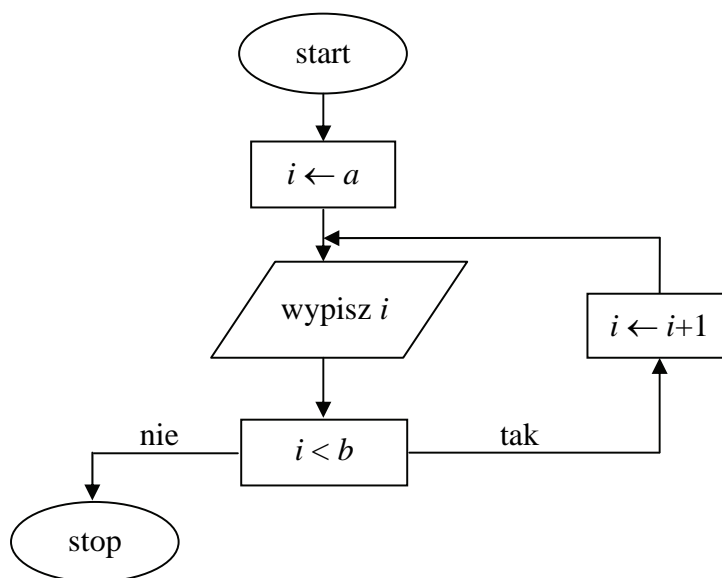 start
i ← a
wypisz i
i ← i+1
nie
i < b
tak
stop